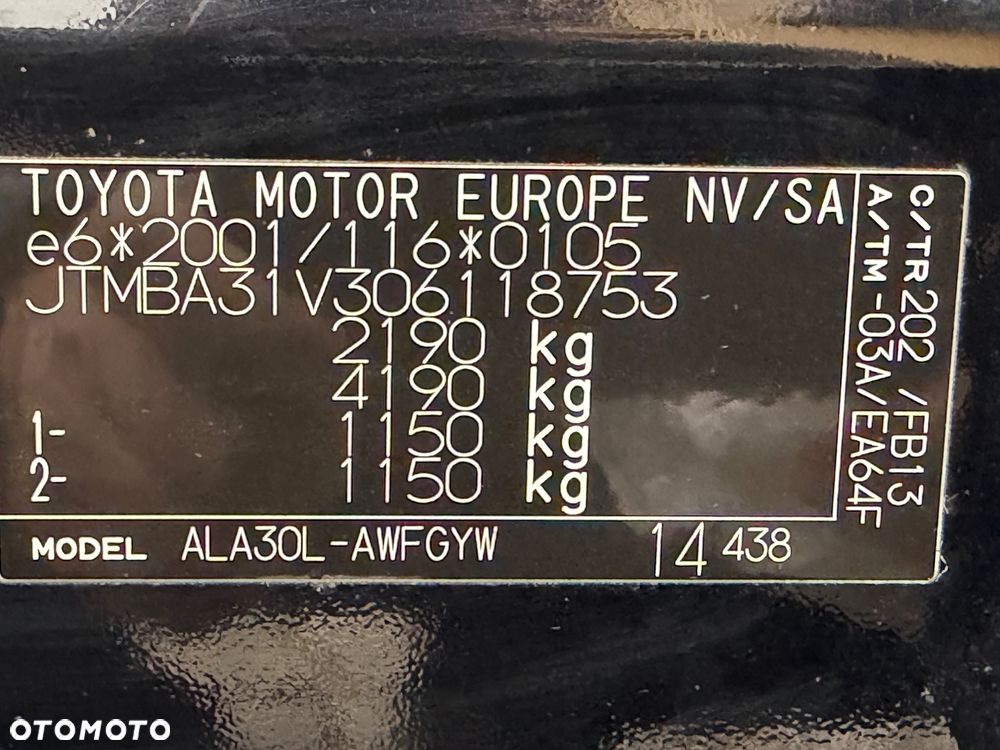 TOYOTA MOTOR EUROPE NV/SA
e6*2001/116*0105
JTMBA31V306118753
2190 kg
4190 kg
1- 1150 kg
2- 1150 kg
C/TR 202 /FB13
A/TM -03A/EA64F
MODEL ALA30L-AWFGYW 14 438
OTOMOTO